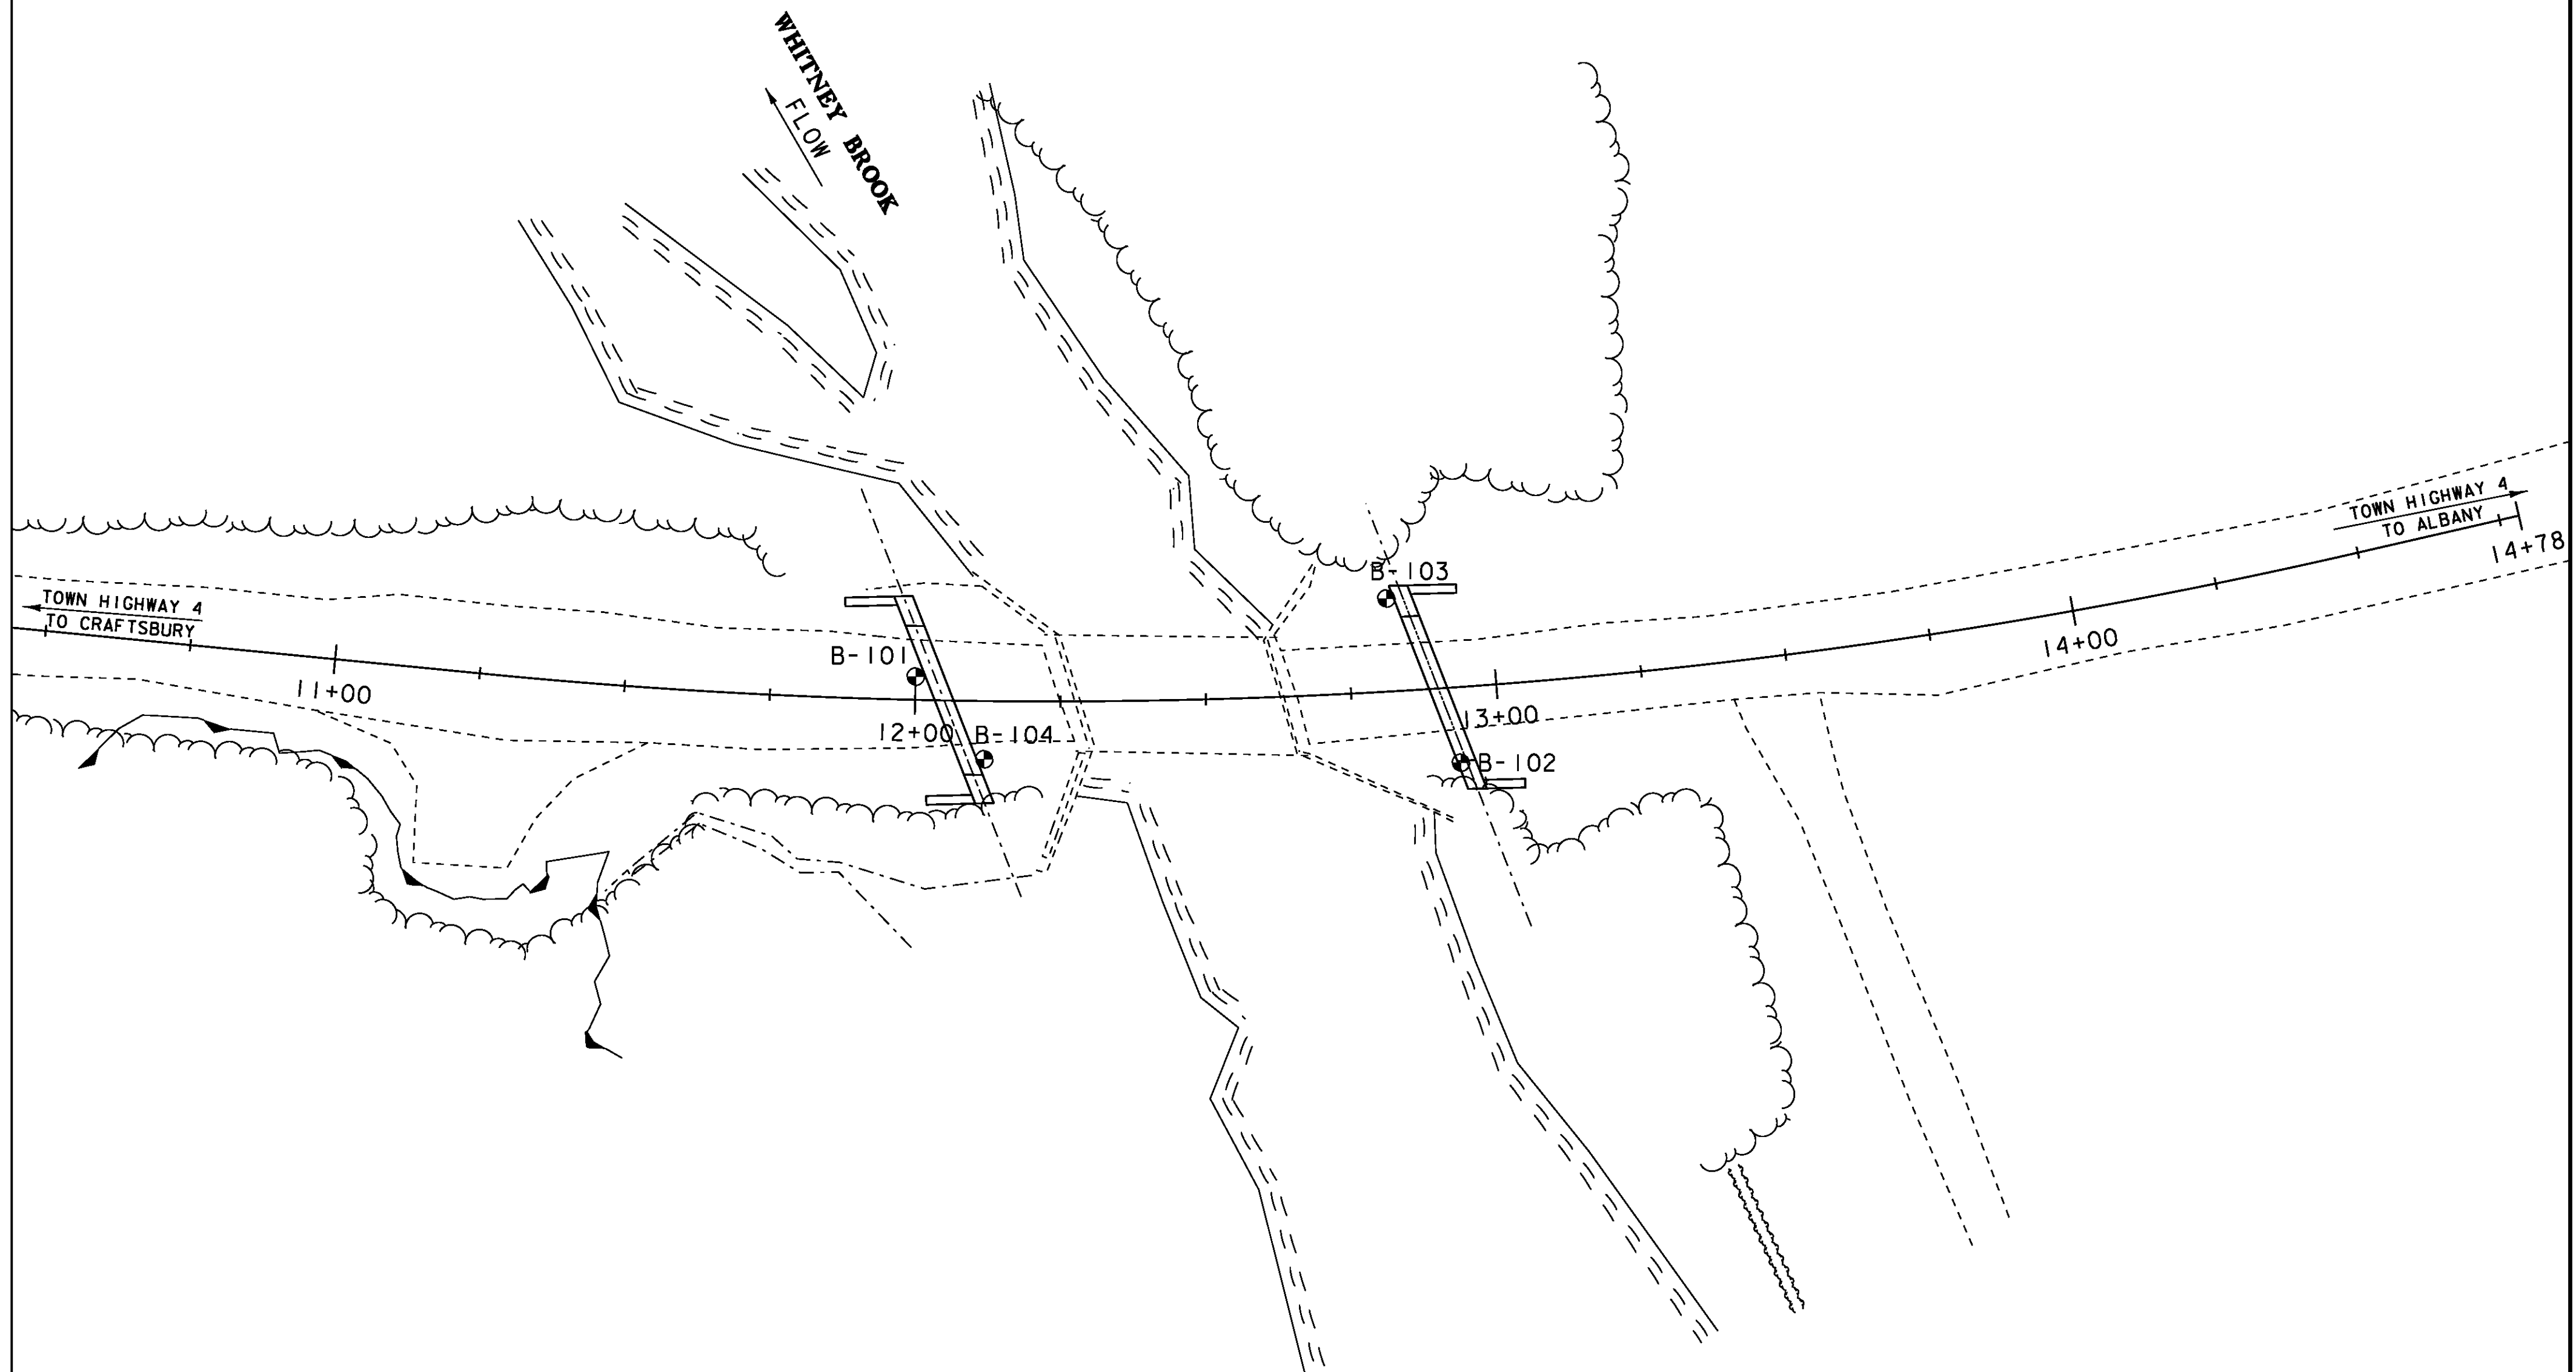 WHITNEY BROOK
FLOW
TOWN HIGHWAY 4
TO ALBANY
14+78
B-103
TOWN HIGHWAY 4
TO CRAFTSBURY
14+00
B-101
11+00
13+00
12+00
B-104
B-102